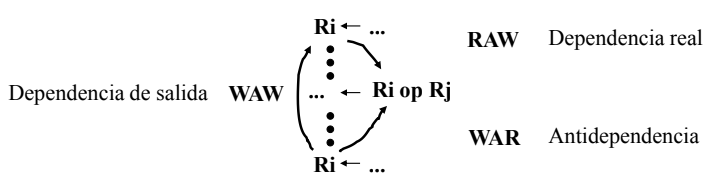 Ri ← ...
RAW Dependencia real
Dependencia de salida WAW ... ← Ri op Rj
WAR Antidependencia
Ri ← ...